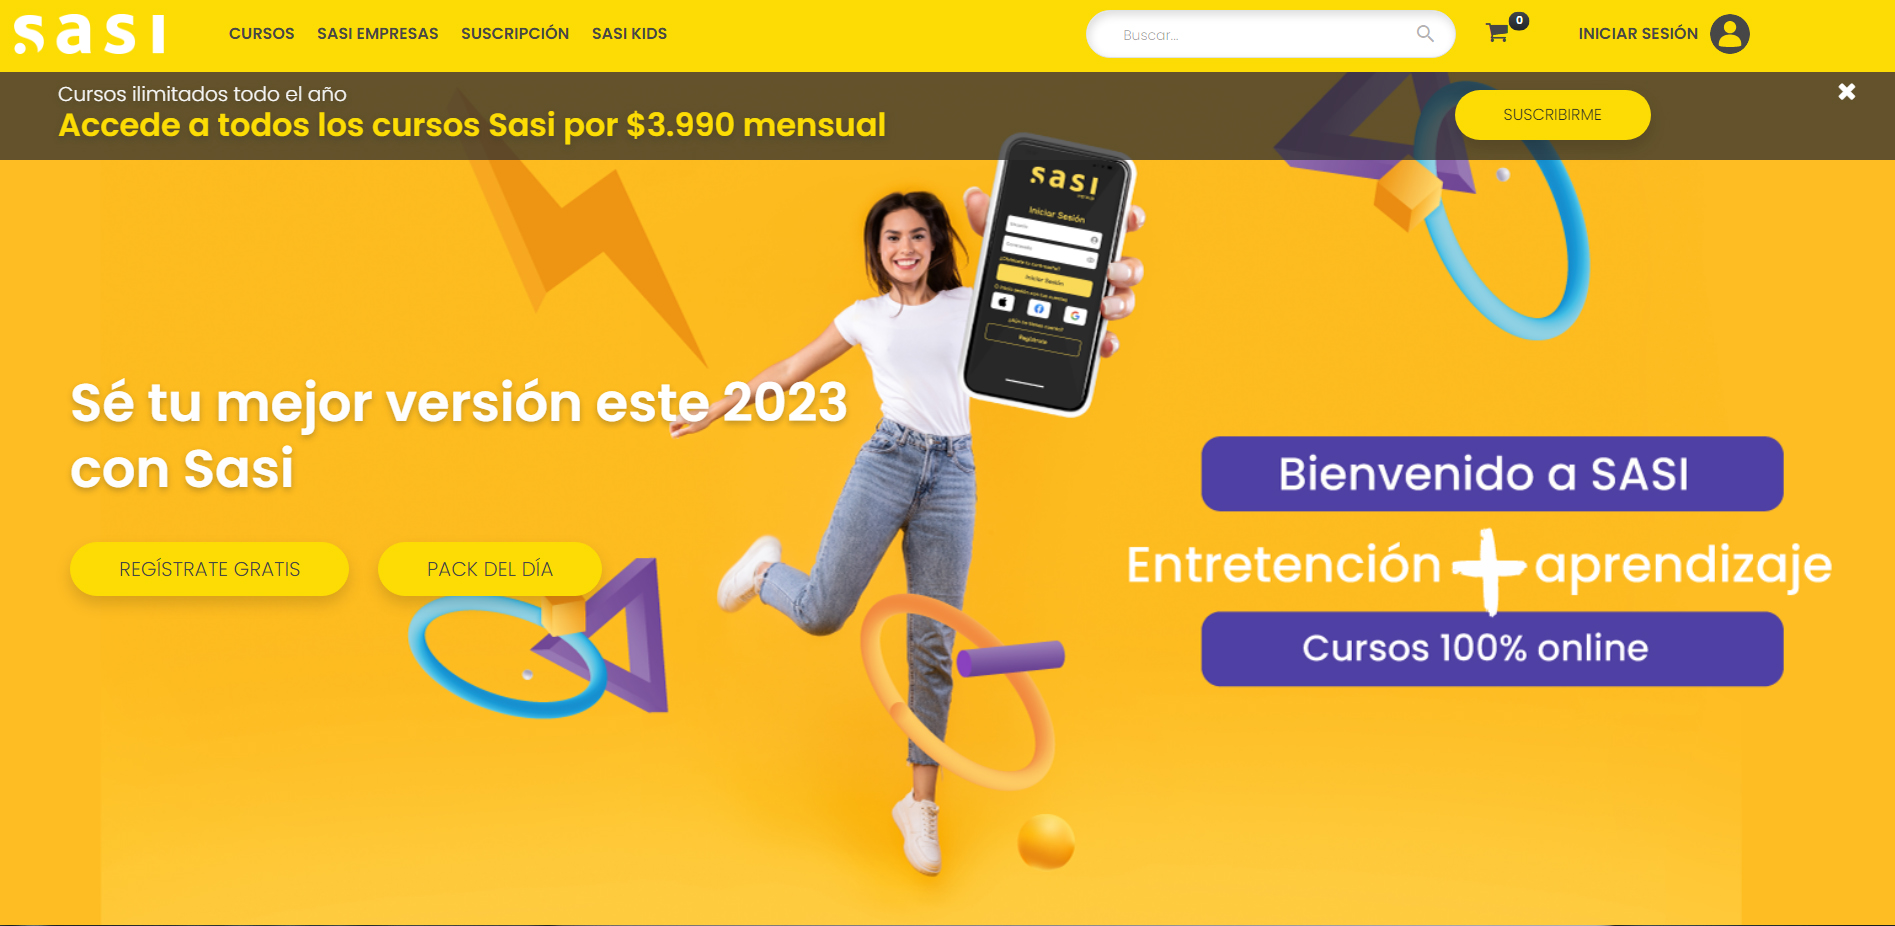 sasi
CURSOS SASI EMPRESAS SUSCRIPCIÓN SASI KIDS
Buscar...
0
INICIAR SESIÓN
Cursos ilimitados todo el año
Accede a todos los cursos Sasi por $3.990 mensual
SUSCRIBIRME
sasi
Iniciar Sesión
Iniciar Sesión
Regístrate
Sé tu mejor versión este 2023
con Sasi
REGÍSTRATE GRATIS
PACK DEL DÍA
Bienvenido a SASI
Entretención + aprendizaje
Cursos 100% online